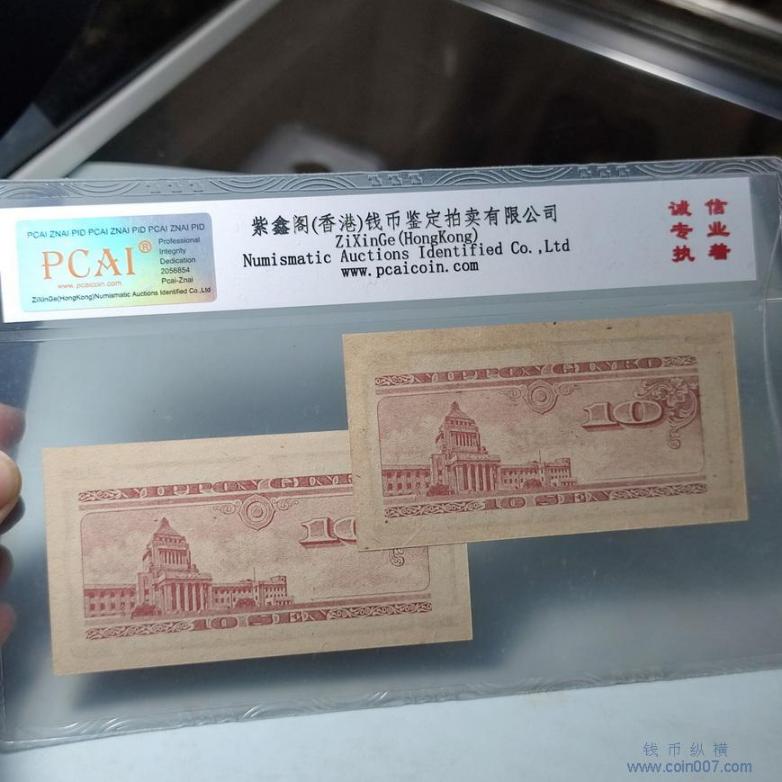 PCAI ZNAI PID PCAI ZNAI PID PCAI ZNAI PID
PCAI®
www.pcaicoin.com
Professional
Integrity
Dedication
2056854
Pcai-Znai
ZiXinGe(HongKong)Numismatic Auctions Identified Co.,Ltd
紫鑫阁(香港)钱币鉴定拍卖有限公司
ZiXinGe(HongKong)
Numismatic Auctions Identified Co.,Ltd
www.pcaicoin.com
诚信
专业
执着
10
10 SEN
10
10 SEN
钱币纵横
www.coin007.com